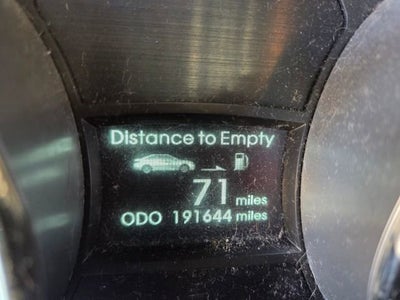 Distance to Empty
71 miles
ODO 191644 miles